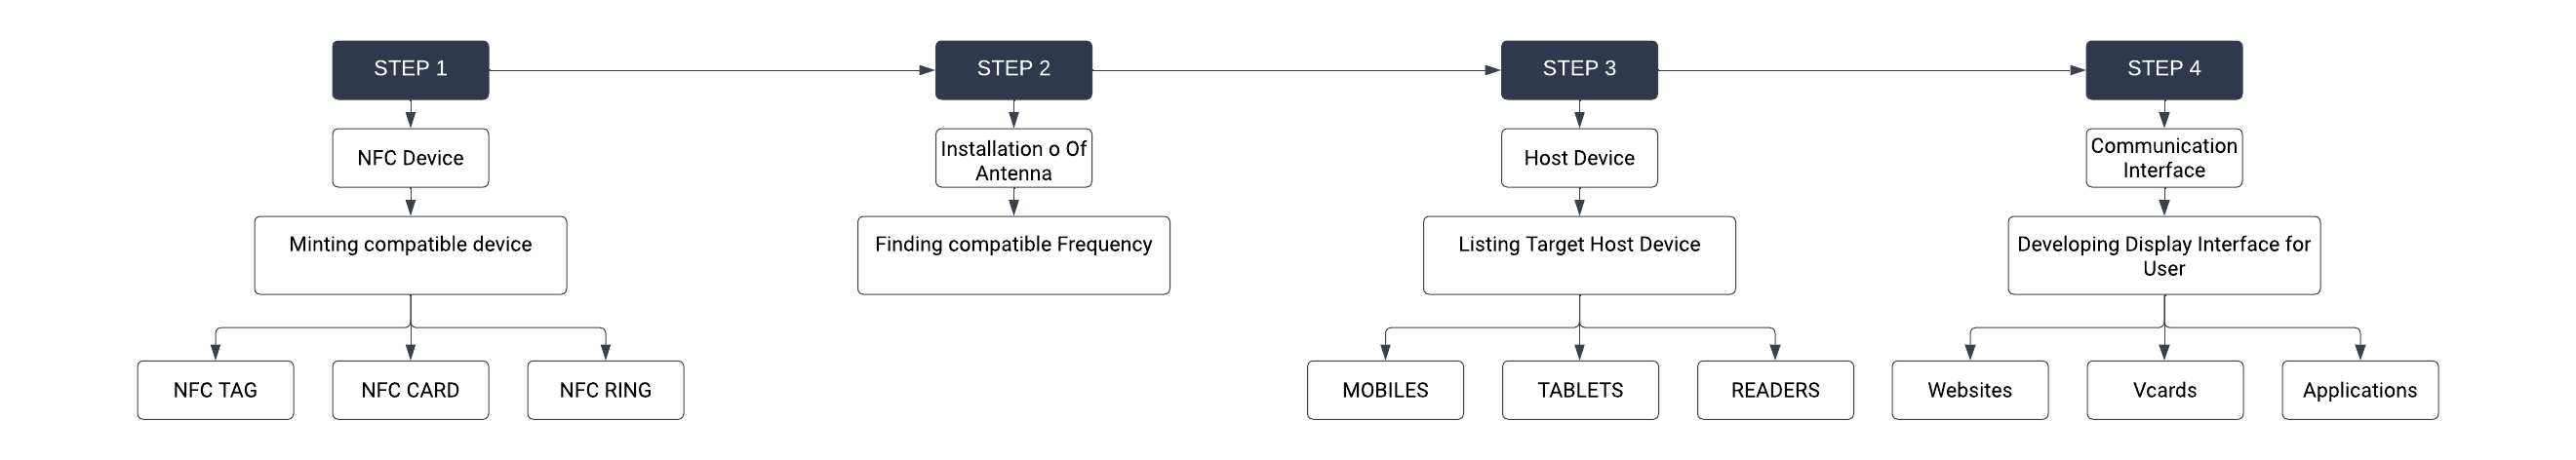 STEP 1
STEP 2
STEP 3
STEP 4
NFC Device
Installation o Of
Antenna
Host Device
Communication
Interface
Minting compatible device
Finding compatible Frequency
Listing Target Host Device
Developing Display Interface for
User
NFC TAG
NFC CARD
NFC RING
MOBILES
TABLETS
READERS
Websites
Vcards
Applications